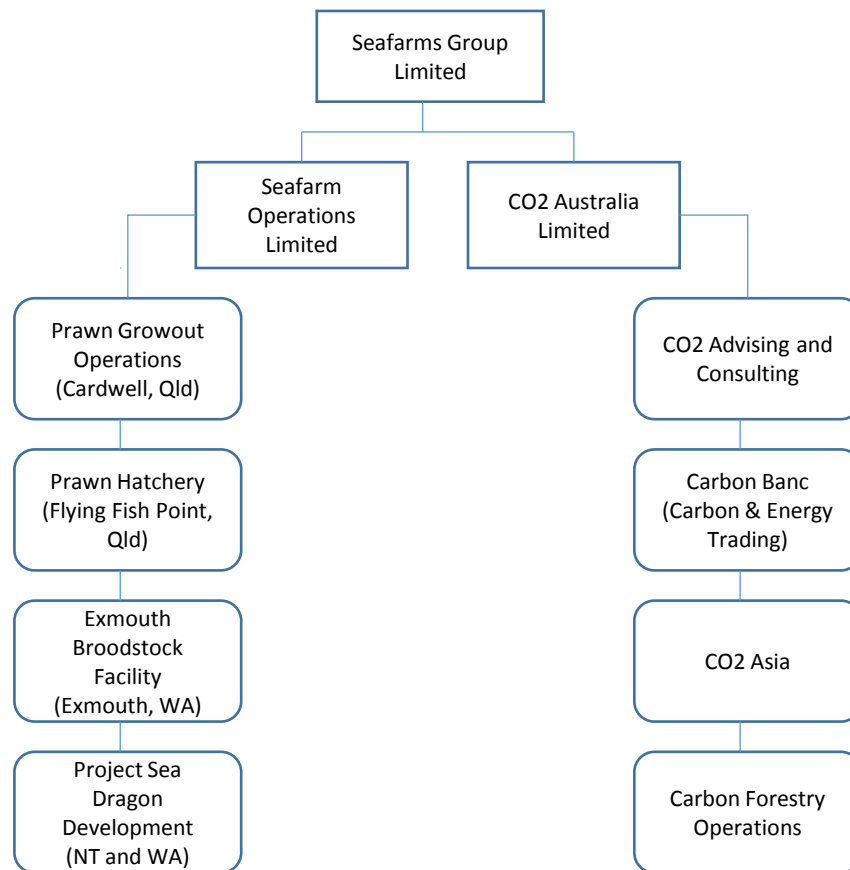 Seafarms Group
Limited
Seafarm
Operations
Limited
CO2 Australia
Limited
Prawn Growout
Operations
(Cardwell, Qld)
CO2 Advising and
Consulting
Prawn Hatchery
(Flying Fish Point,
Qld)
Carbon Banc
(Carbon & Energy
Trading)
Exmouth
Broodstock
Facility
(Exmouth, WA)
CO2 Asia
Project Sea
Dragon
Development
(NT and WA)
Carbon Forestry
Operations